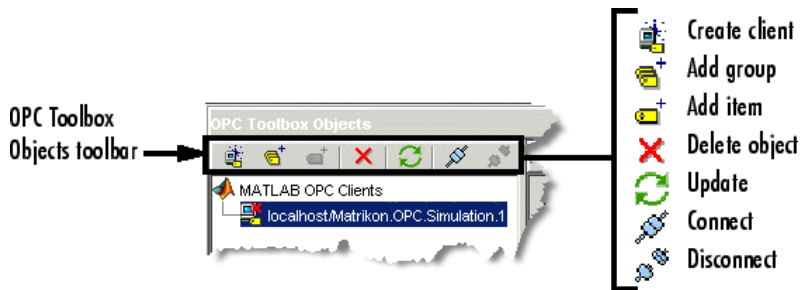 OPC Toolbox
Objects toolbar
OPC Toolbox Objects
MATLAB OPC Clients
localhost/Matrikon.OPC.Simulation.1
Create client
Add group
Add item
Delete object
Update
Connect
Disconnect